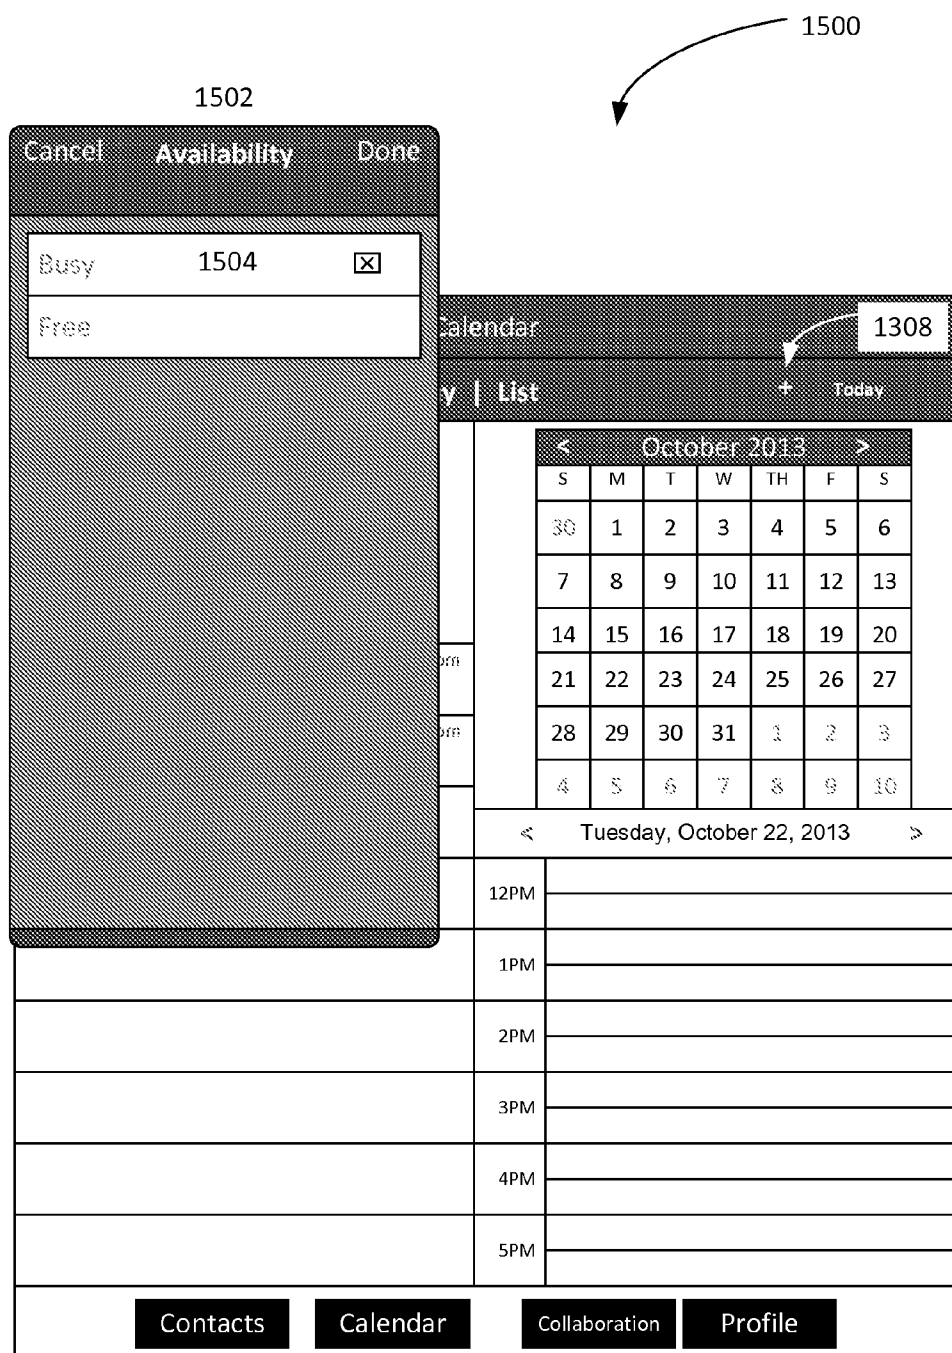 1500
1502
Cancel Availability Done
Busy 1504
Free
Calendar 1308
y | List + Today
< October 2013 >
S M T W TH F S
30 1 2 3 4 5 6
7 8 9 10 11 12 13
14 15 16 17 18 19 20
pm
21 22 23 24 25 26 27
pm
28 29 30 31 1 2 3
4 5 6 7 8 9 10
< Tuesday, October 22, 2013 >
12PM
1PM
2PM
3PM
4PM
5PM
Contacts Calendar Collaboration Profile